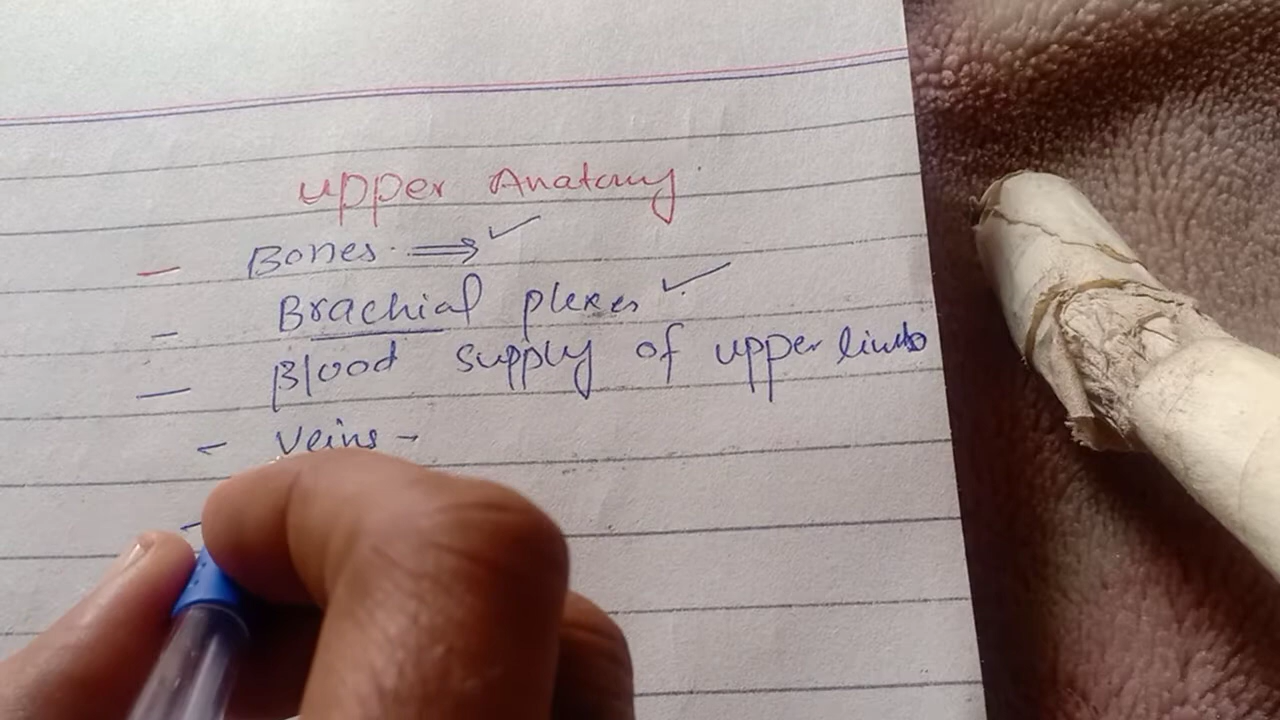 upper Anatomy
- Bones ⇒ ✓
- Brachial plexes ✓
- Blood supply of upper limb
- Veins -
-